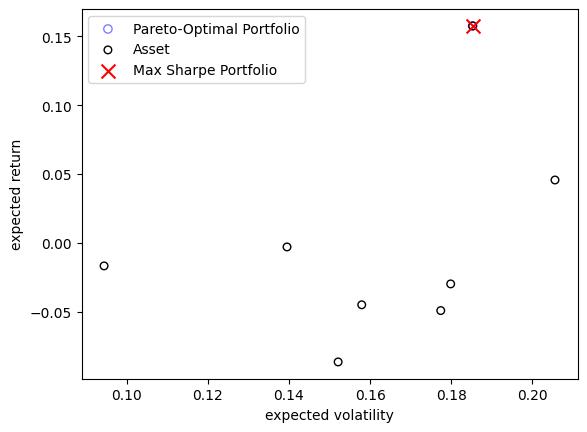 Pareto-Optimal Portfolio
Asset
Max Sharpe Portfolio
expected return
0.15
0.10
0.05
0.00
−0.05
0.10 0.12 0.14 0.16 0.18 0.20
expected volatility